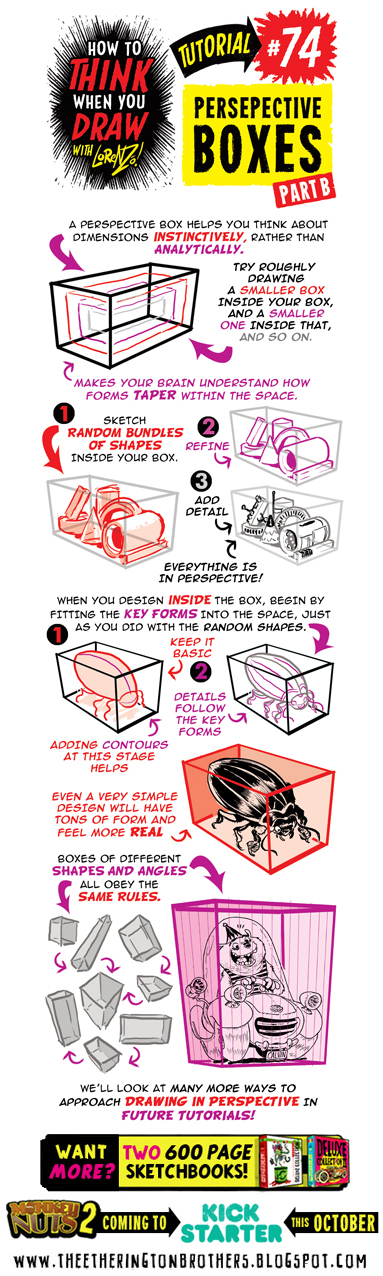 HOW TO
THINK
WHEN YOU
DRAW
WITH LORENZO!
TUTORIAL
#74
PERSEPECTIVE
BOXES
PART B
A PERSPECTIVE BOX HELPS YOU THINK ABOUT
DIMENSIONS INSTINCTIVELY, RATHER THAN
ANALYTICALLY.
TRY ROUGHLY
DRAWING
A SMALLER BOX
INSIDE YOUR BOX,
AND A SMALLER
ONE INSIDE THAT,
AND SO ON.
MAKES YOUR BRAIN UNDERSTAND HOW
FORMS TAPER WITHIN THE SPACE.
1
SKETCH
RANDOM BUNDLES
OF SHAPES
INSIDE YOUR BOX.
2
REFINE
3
ADD
DETAIL
EVERYTHING IS
IN PERSPECTIVE!
WHEN YOU DESIGN INSIDE THE BOX, BEGIN BY
FITTING THE KEY FORMS INTO THE SPACE, JUST
AS YOU DID WITH THE RANDOM SHAPES.
1
KEEP IT
BASIC
2
DETAILS
FOLLOW
THE KEY
FORMS
ADDING CONTOURS
AT THIS STAGE
HELPS
EVEN A VERY SIMPLE
DESIGN WILL HAVE
TONS OF FORM AND
FEEL MORE REAL
BOXES OF DIFFERENT
SHAPES AND ANGLES
ALL OBEY THE
SAME RULES.
WE'LL LOOK AT MANY MORE WAYS TO
APPROACH DRAWING IN PERSPECTIVE IN
FUTURE TUTORIALS!
WANT
MORE?
TWO 600 PAGE
SKETCHBOOKS!
DELUXE
COLLECTION
MONKEY
NUTS 2
COMING TO
KICK
STARTER
THIS OCTOBER
WWW.THEETHERINGTONBROTHERS.BLOGSPOT.COM